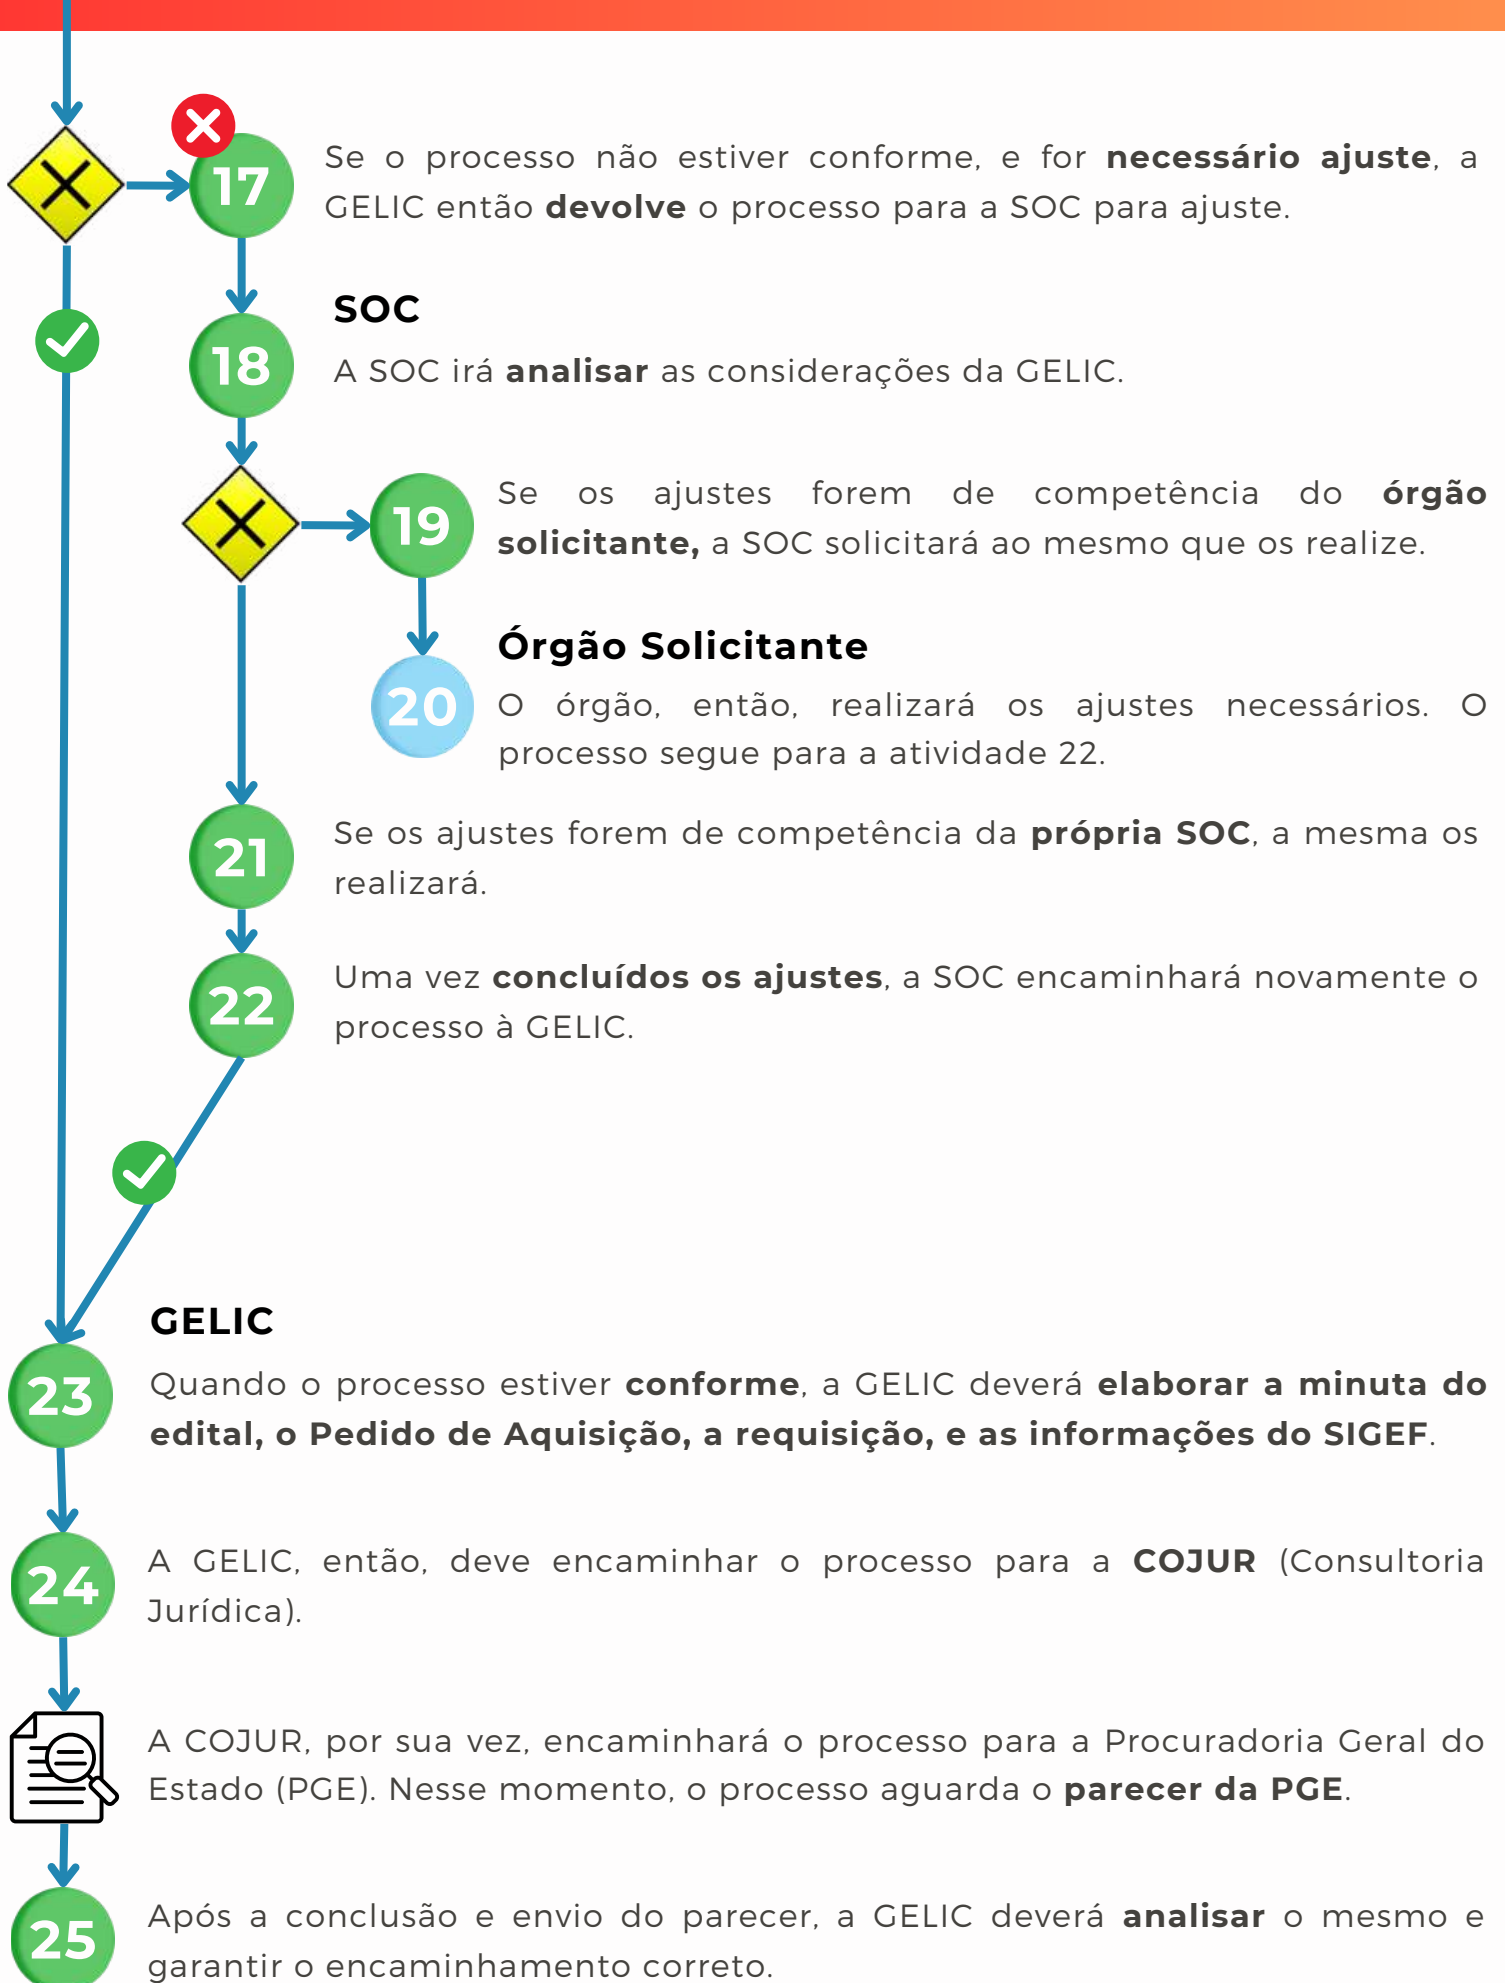 17
Se o processo não estiver conforme, e for necessário ajuste, a
GELIC então devolve o processo para a SOC para ajuste.
SOC
18
A SOC irá analisar as considerações da GELIC.
19
Se os ajustes forem de competência do órgão
solicitante, a SOC solicitará ao mesmo que os realize.
Órgão Solicitante
20
O órgão, então, realizará os ajustes necessários. O
processo segue para a atividade 22.
21
Se os ajustes forem de competência da própria SOC, a mesma os
realizará.
22
Uma vez concluídos os ajustes, a SOC encaminhará novamente o
processo à GELIC.
GELIC
23
Quando o processo estiver conforme, a GELIC deverá elaborar a minuta do
edital, o Pedido de Aquisição, a requisição, e as informações do SIGEF.
24
A GELIC, então, deve encaminhar o processo para a COJUR (Consultoria
Jurídica).
A COJUR, por sua vez, encaminhará o processo para a Procuradoria Geral do
Estado (PGE). Nesse momento, o processo aguarda o parecer da PGE.
25
Após a conclusão e envio do parecer, a GELIC deverá analisar o mesmo e
garantir o encaminhamento correto.